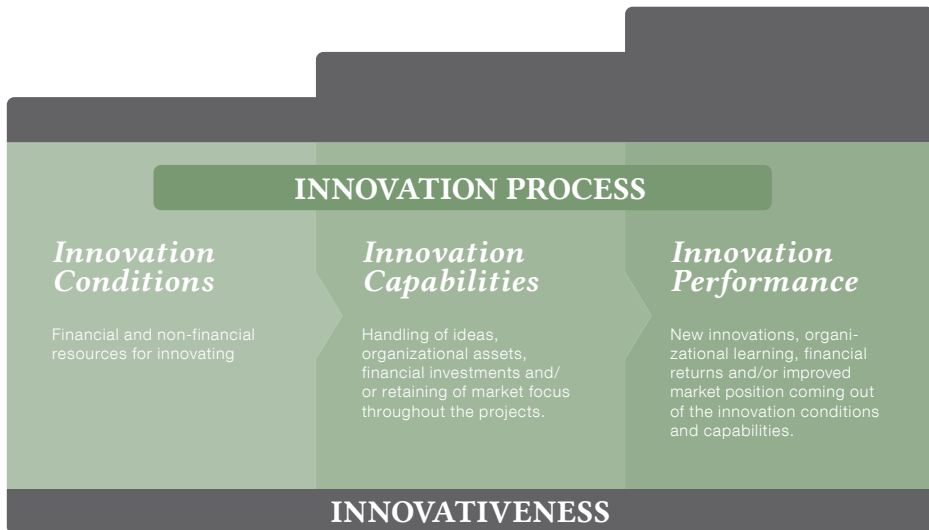 INNOVATION PROCESS
Innovation
Conditions
Financial and non-financial
resources for innovating
Innovation
Capabilities
Handling of ideas,
organizational assets,
financial investments and/
or retaining of market focus
throughout the projects.
Innovation
Performance
New innovations, organi-
zational learning, financial
returns and/or improved
market position coming out
of the innovation conditions
and capabilities.
INNOVATIVENESS